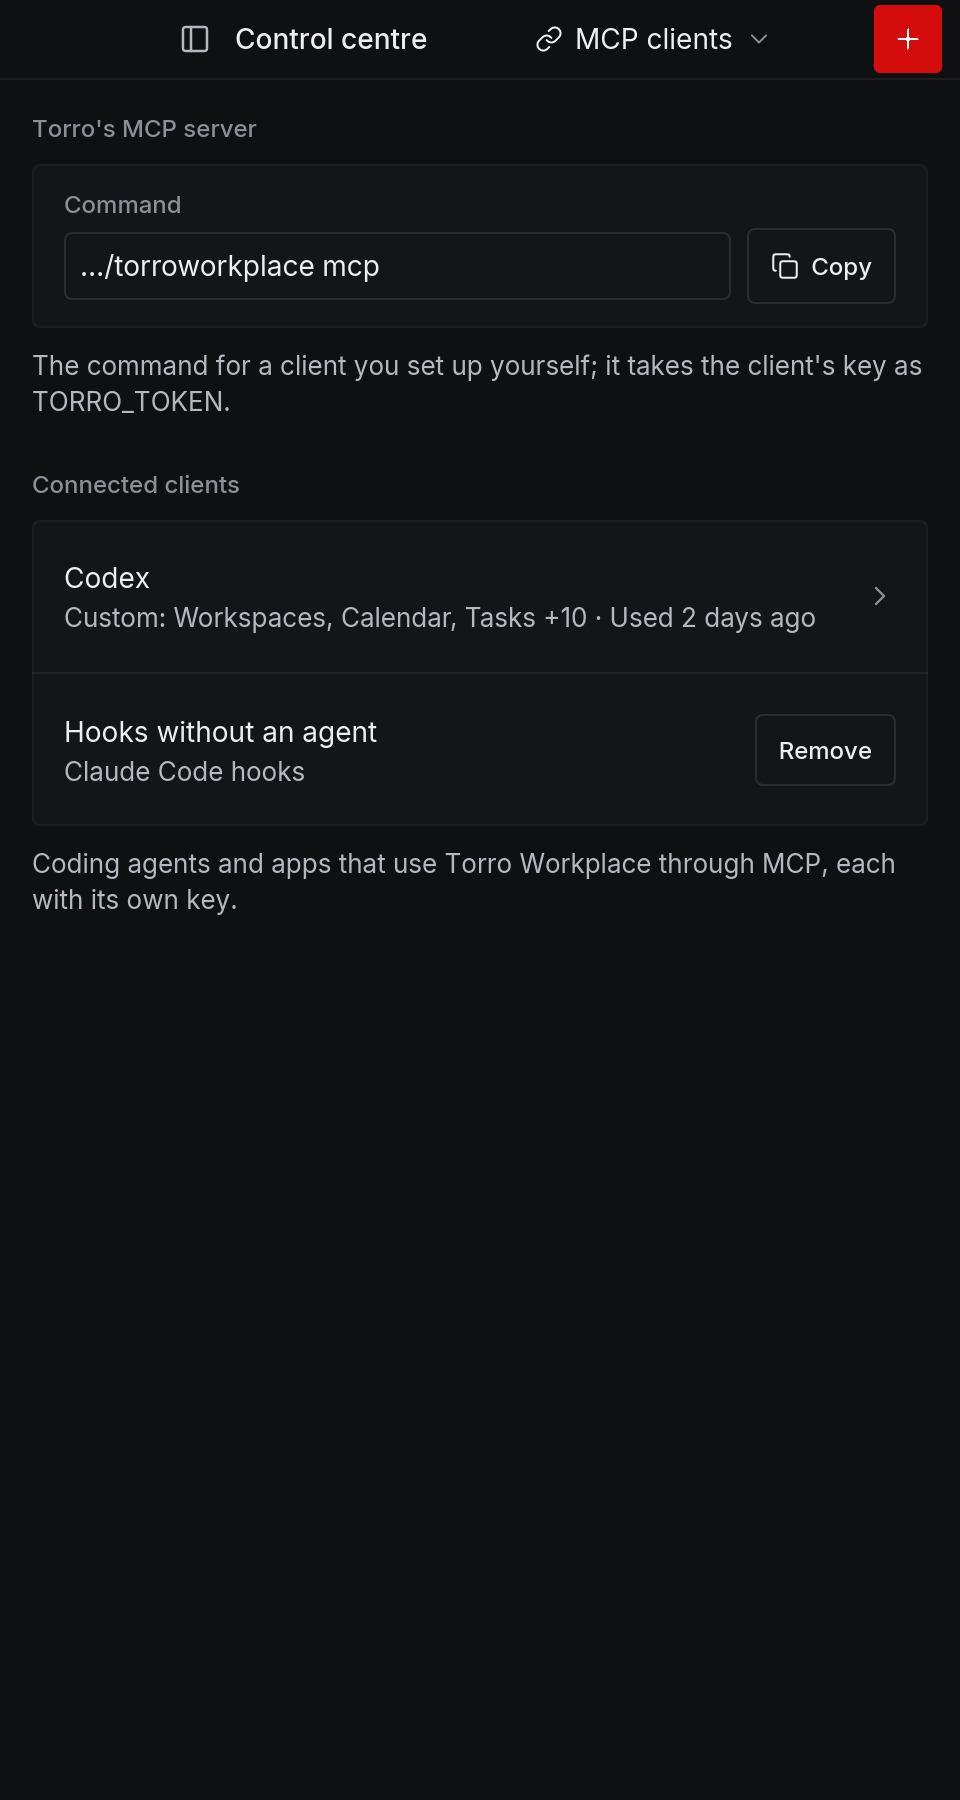 Control centre
MCP clients
Torro's MCP server
Command
.../torroworkplace mcp
Copy
The command for a client you set up yourself; it takes the client's key as
TORRO_TOKEN.
Connected clients
Codex
Custom: Workspaces, Calendar, Tasks +10 · Used 2 days ago
Hooks without an agent
Claude Code hooks
Remove
Coding agents and apps that use Torro Workplace through MCP, each
with its own key.